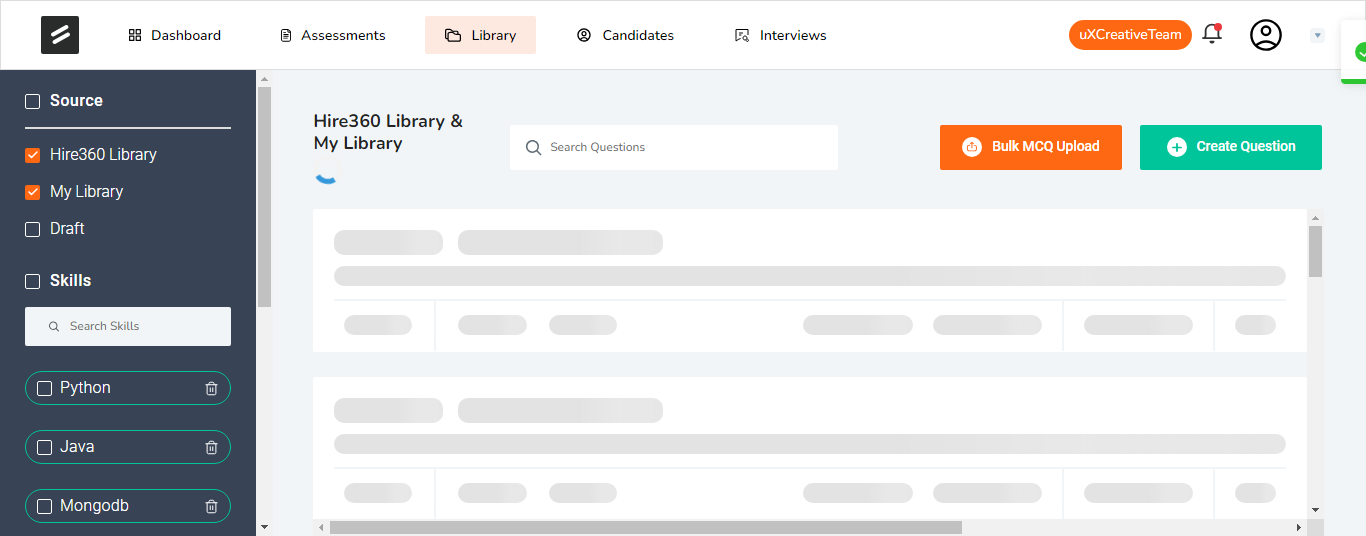 Dashboard
Assessments
Library
Candidates
Interviews
uXCreativeTeam
Source
Hire360 Library
My Library
Draft
Skills
Search Skills
Python
Java
Mongodb
Hire360 Library &
My Library
Search Questions
Bulk MCQ Upload
Create Question